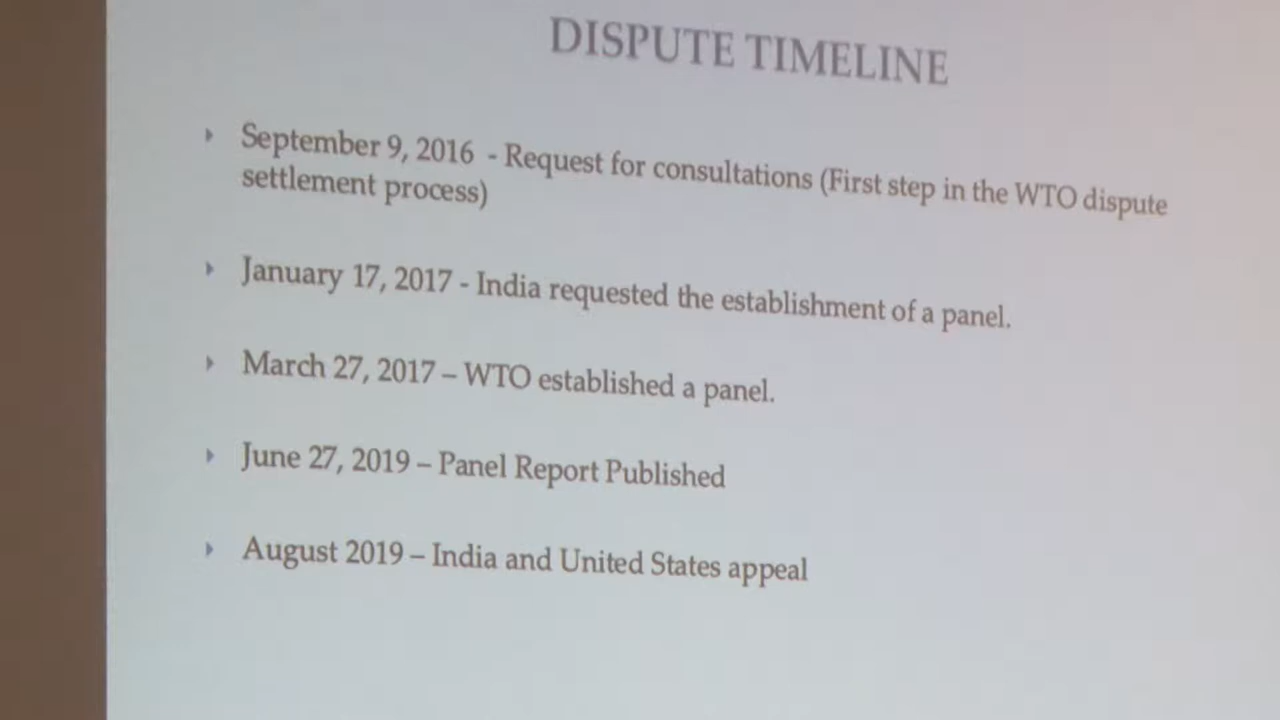 DISPUTE TIMELINE
September 9, 2016 - Request for consultations (First step in the WTO dispute
settlement process)
January 17, 2017 - India requested the establishment of a panel.
March 27, 2017 – WTO established a panel.
June 27, 2019 – Panel Report Published
August 2019 – India and United States appeal